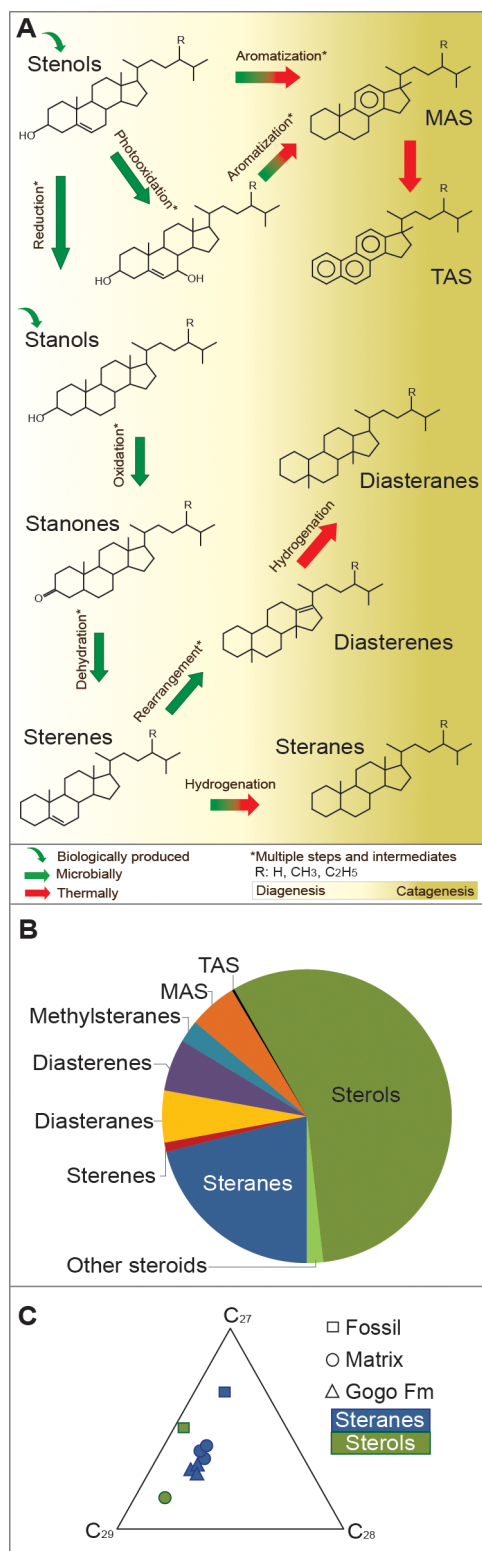 A
Stenols
R
HO
Aromatization*
R
MAS
Photooxidation*
Aromatization*
Reduction*
R
HO
OH
R
TAS
Stanols
R
HO
Oxidation*
R
Diasteranes
Hydrogenation
Stanones
R
O
Dehydration*
R
Diasterenes
Rearrangement*
Sterenes
R
Hydrogenation
Steranes
R
Biologically produced
Microbially
Thermally
*Multiple steps and intermediates
R: H, CH3, C2H5
Diagenesis Catagenesis
B
TAS
MAS
Methylsteranes
Diasterenes
Diasteranes
Sterenes
Steranes
Sterols
Other steroids
C
C27
C29
C28
Fossil
Matrix
Gogo Fm
Steranes
Sterols